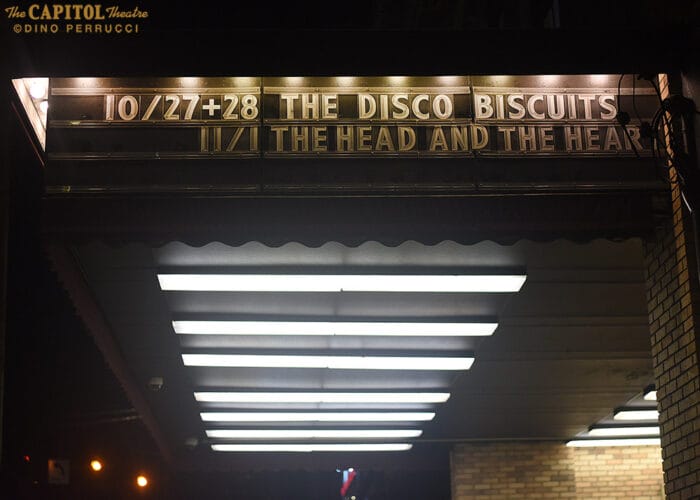 The CAPITOL Theatre
©DINO PERRUCCI
10/27+28 THE DISCO BISCUITS
11/1 THE HEAD AND THE HEAR